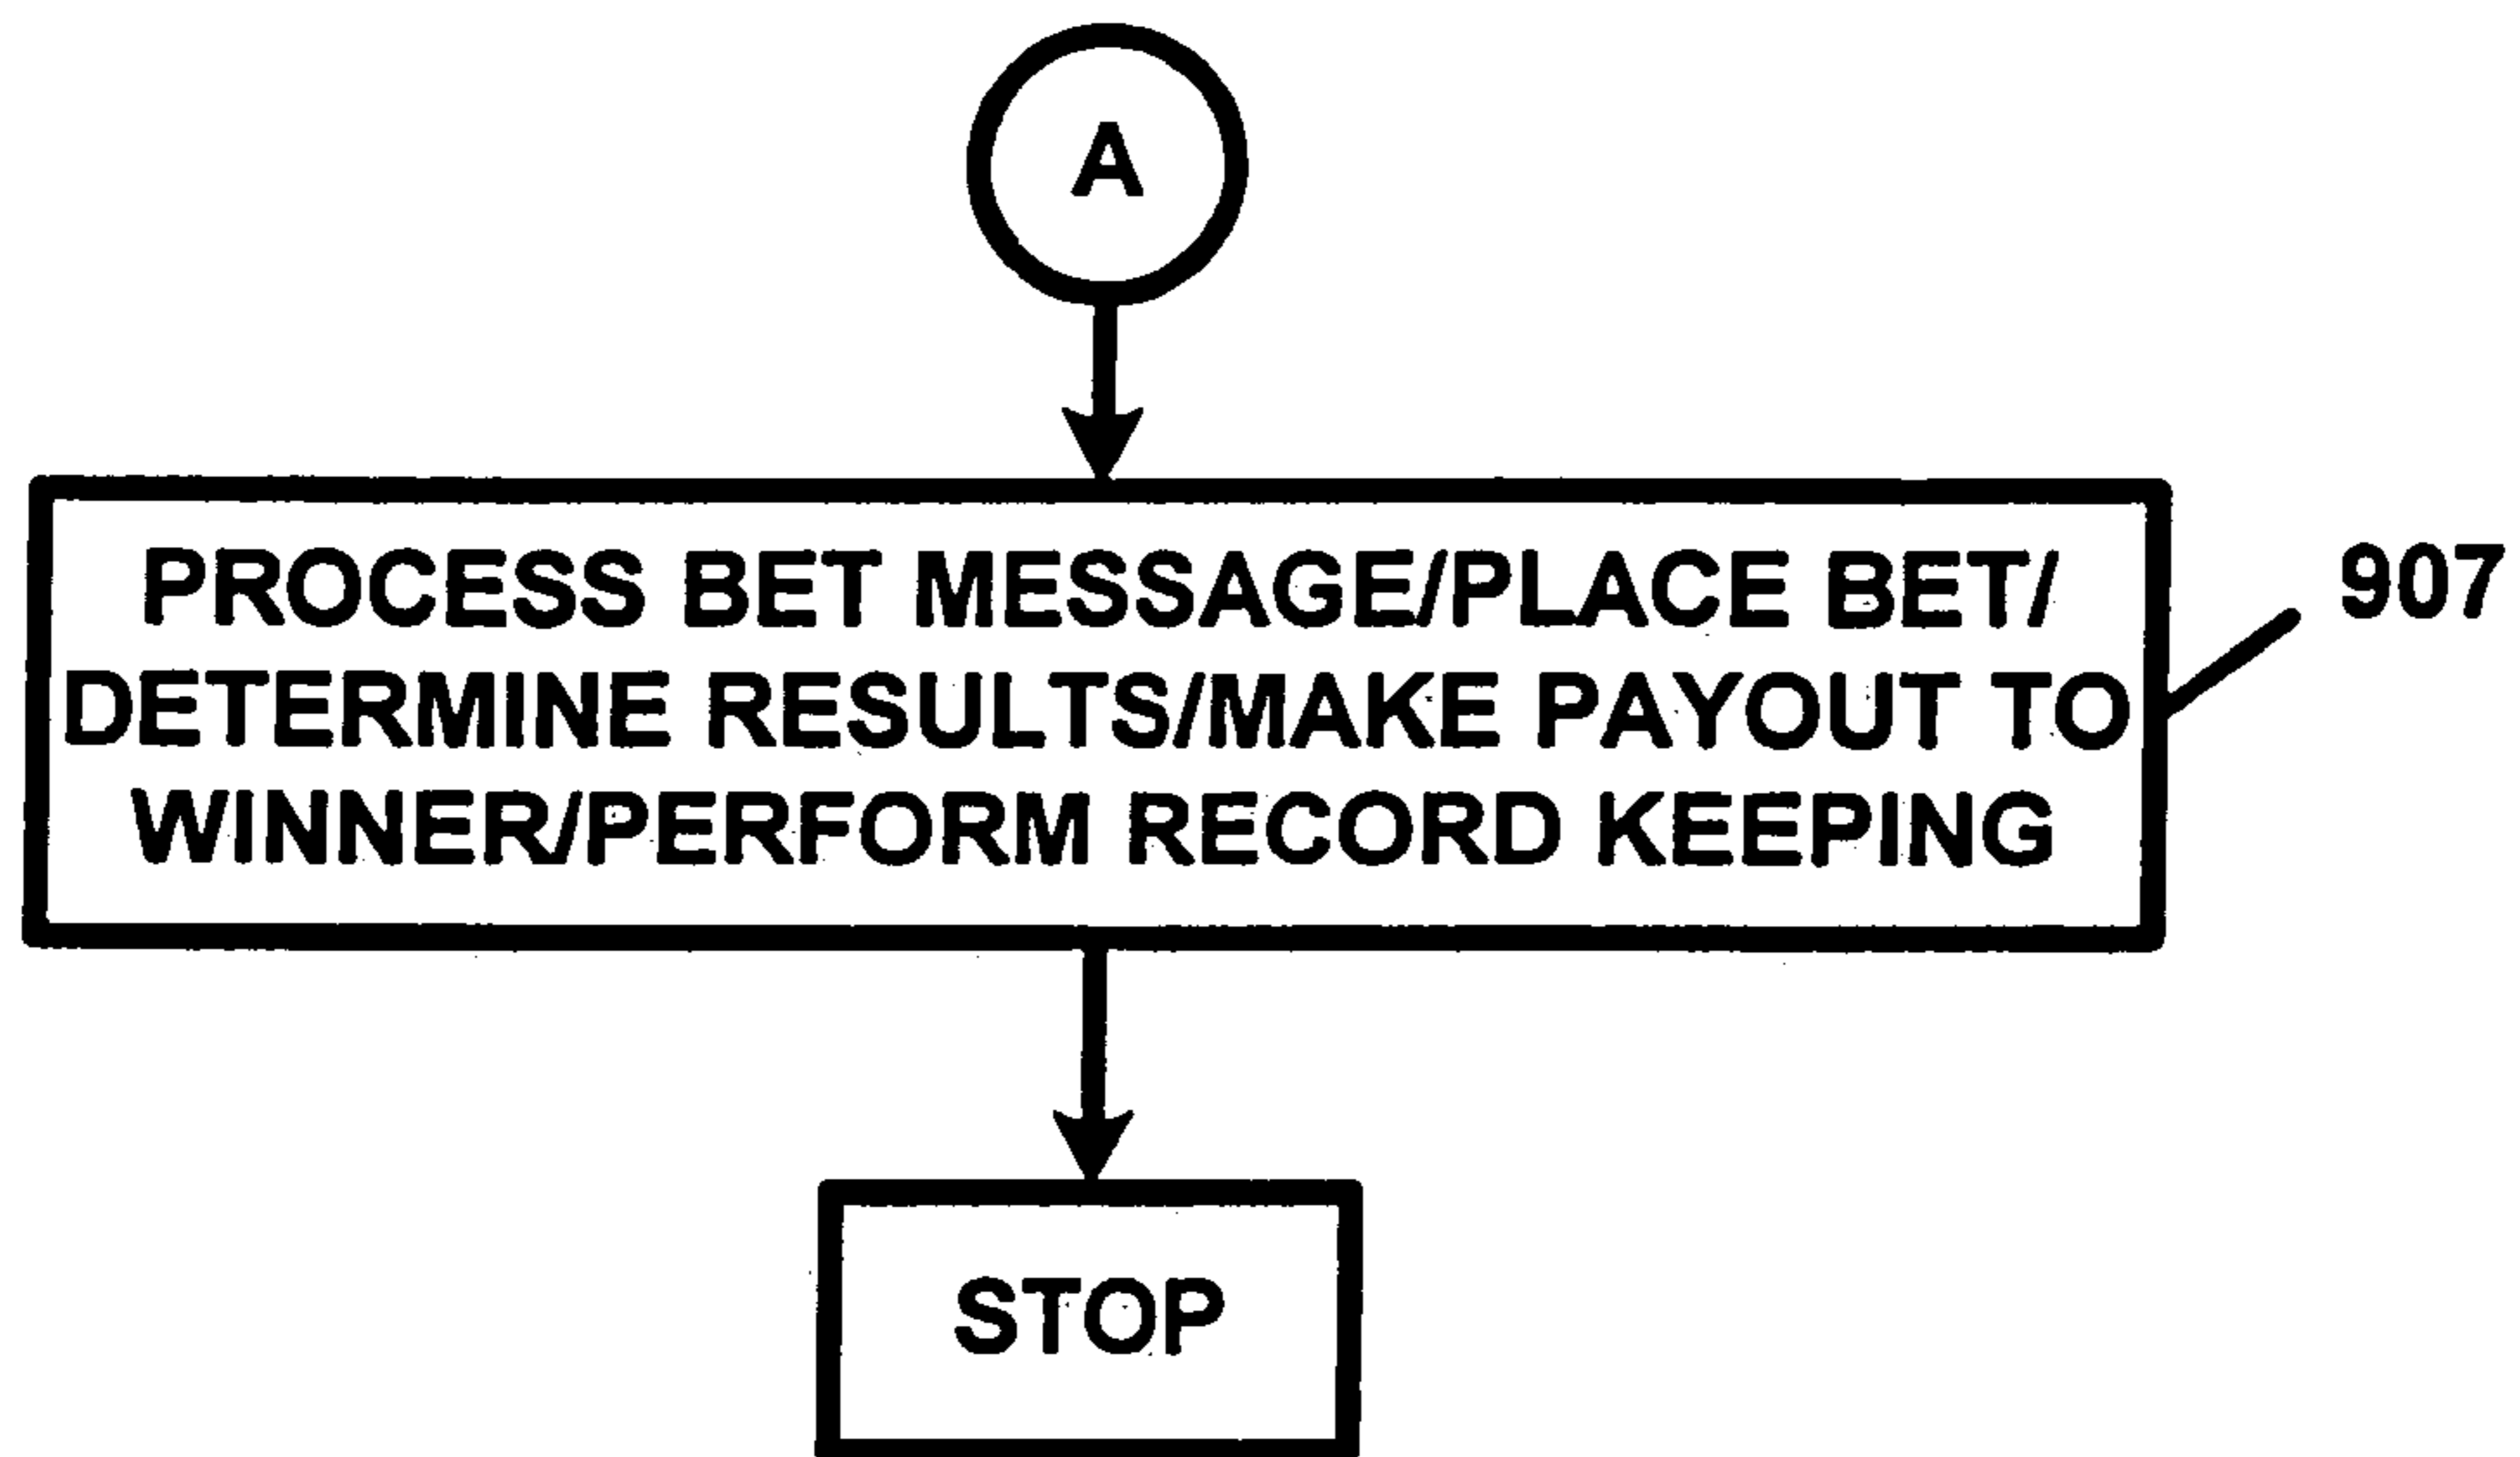 A
PROCESS BET MESSAGE/PLACE BET/
DETERMINE RESULTS/MAKE PAYOUT TO
WINNER/PERFORM RECORD KEEPING
907
STOP